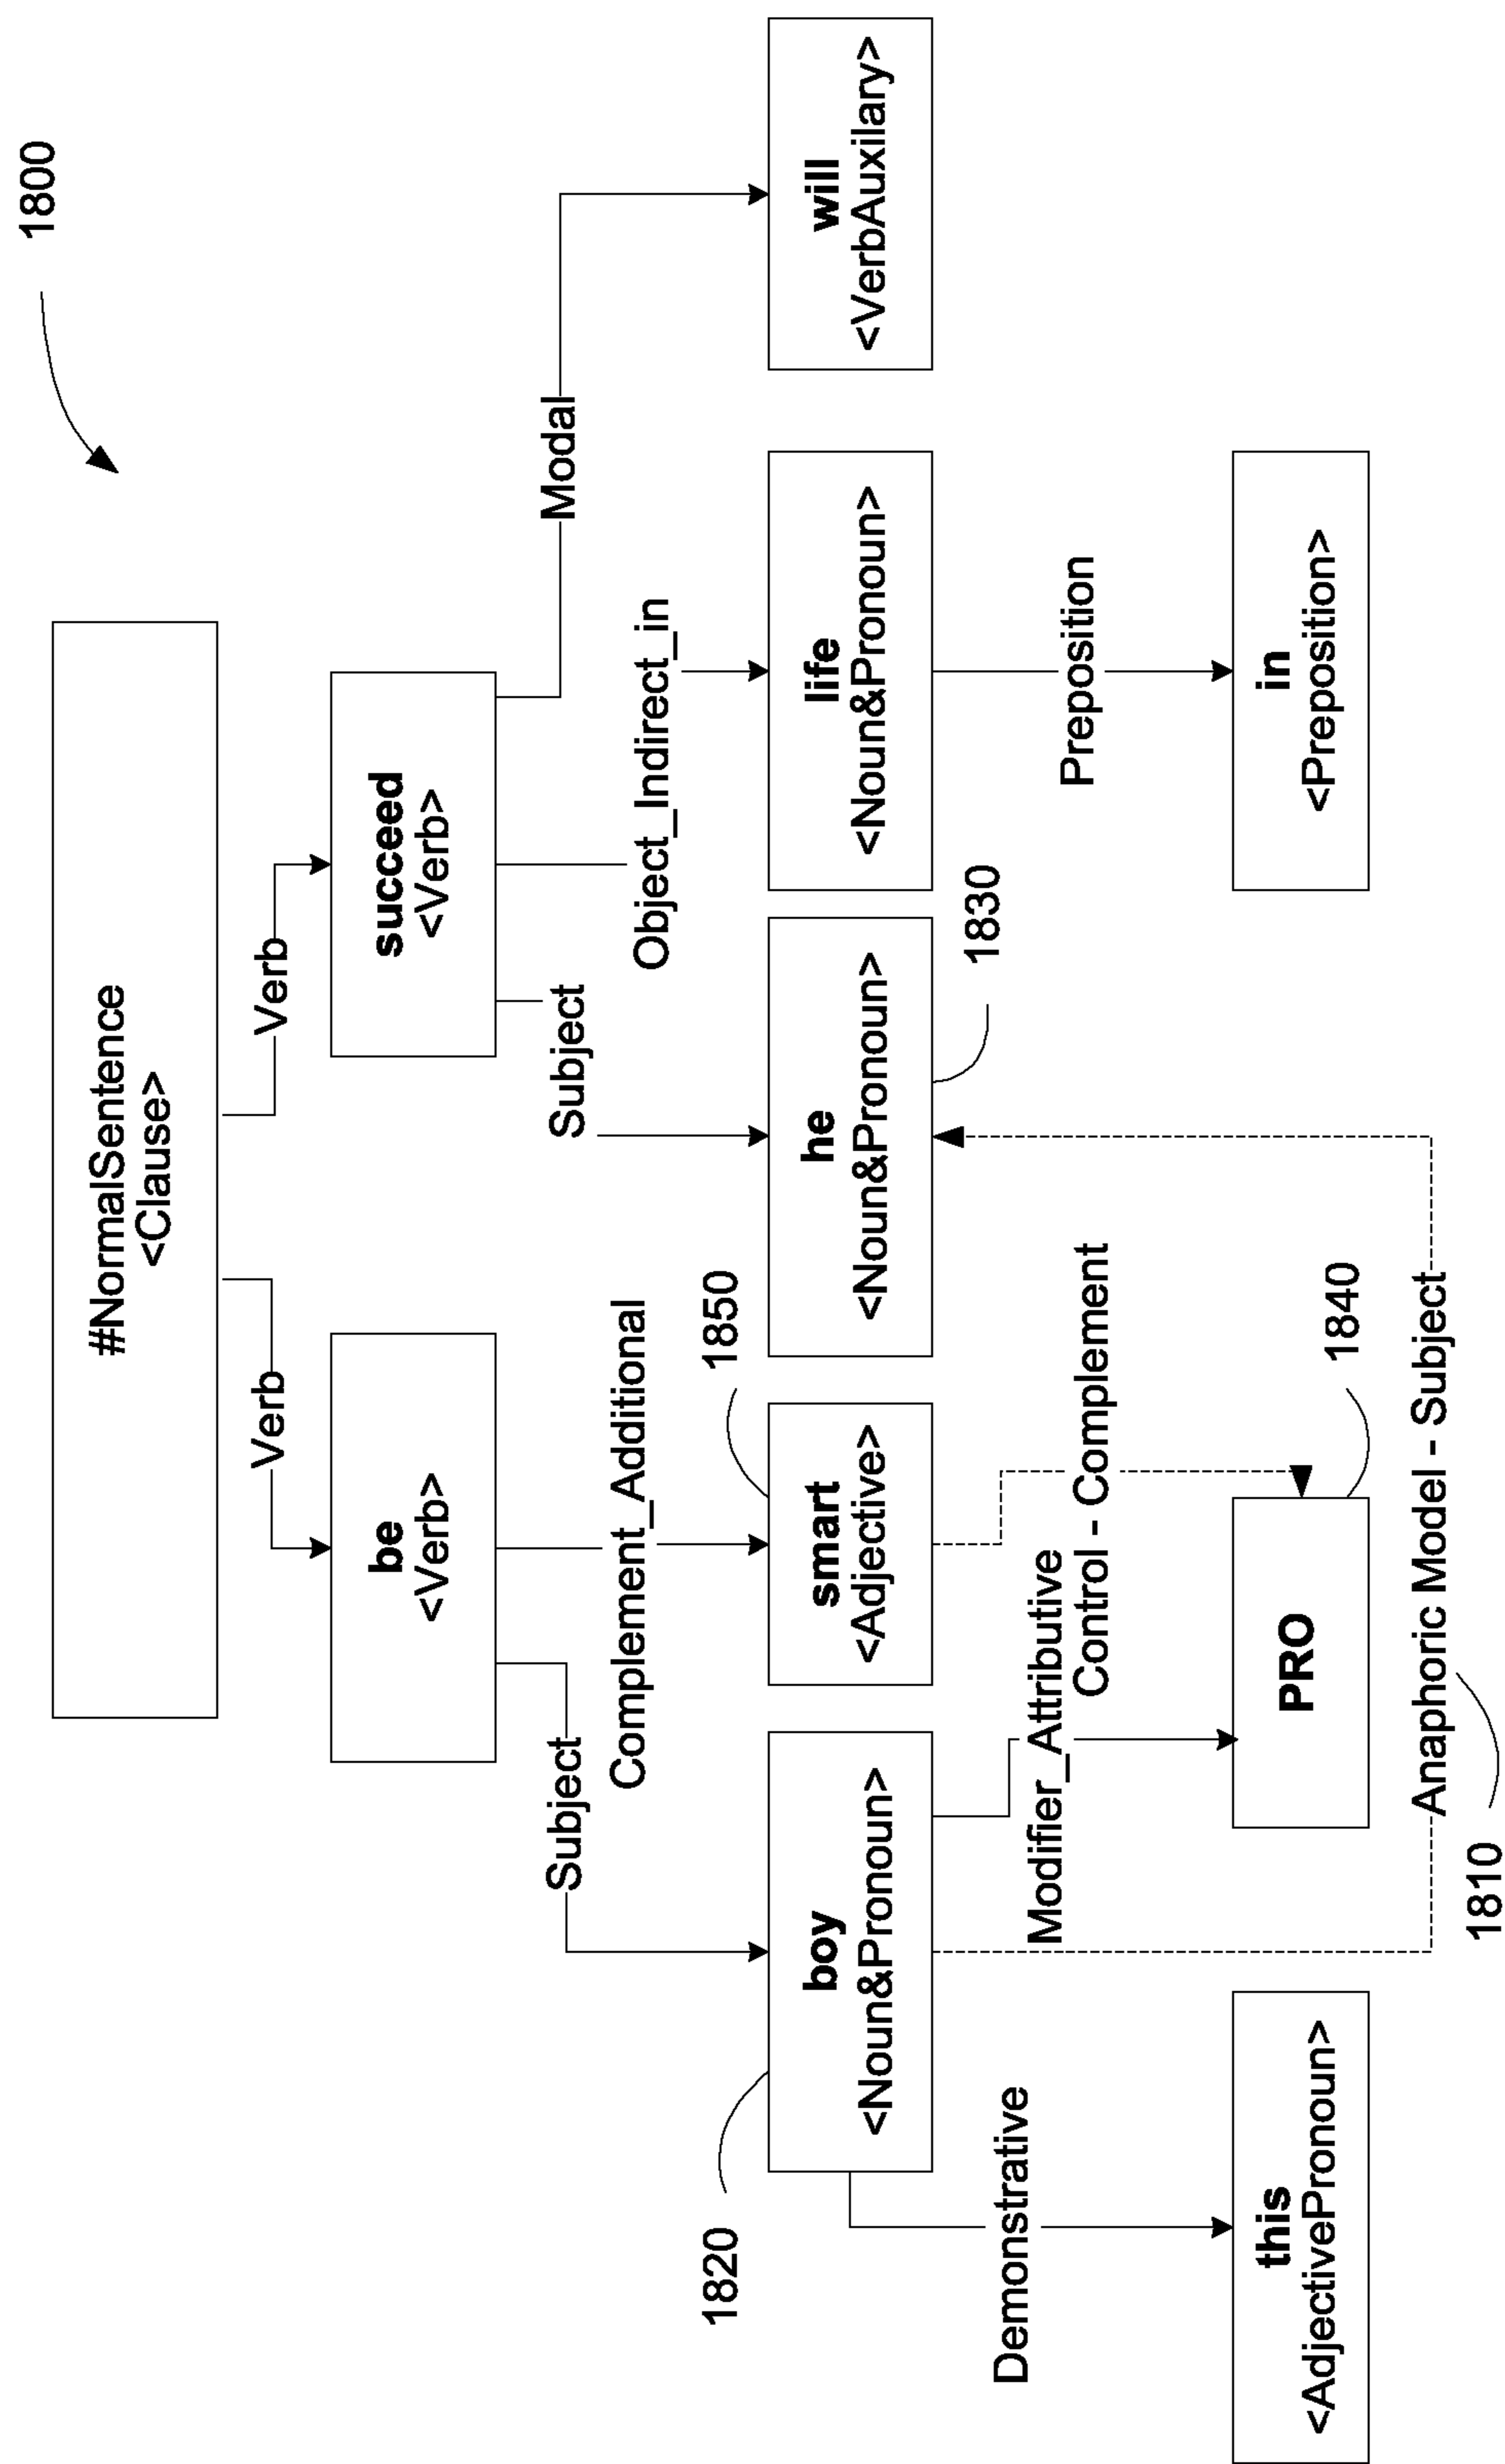 1800
#NormalSentence
<Clause>
Verb
Verb
be
<Verb>
succeed
<Verb>
Subject
Complement_Additional
Subject
Object_Indirect_in
Modal
1820
1850
boy
<Noun&Pronoun>
smart
<Adjective>
he
<Noun&Pronoun>
life
<Noun&Pronoun>
will
<VerbAuxilary>
1830
Demonstrative
Modifier_Attributive
Control - Complement
Preposition
this
<AdjectivePronoun>
PRO
in
<Preposition>
1840
Anaphoric Model - Subject
1810